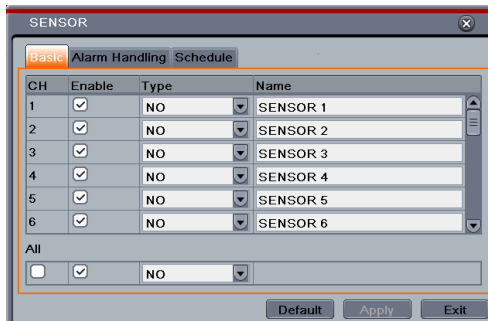 SENSOR
Basic Alarm Handling Schedule
CH Enable Type Name
1 NO SENSOR 1
2 NO SENSOR 2
3 NO SENSOR 3
4 NO SENSOR 4
5 NO SENSOR 5
6 NO SENSOR 6
All
NO
Default Apply Exit